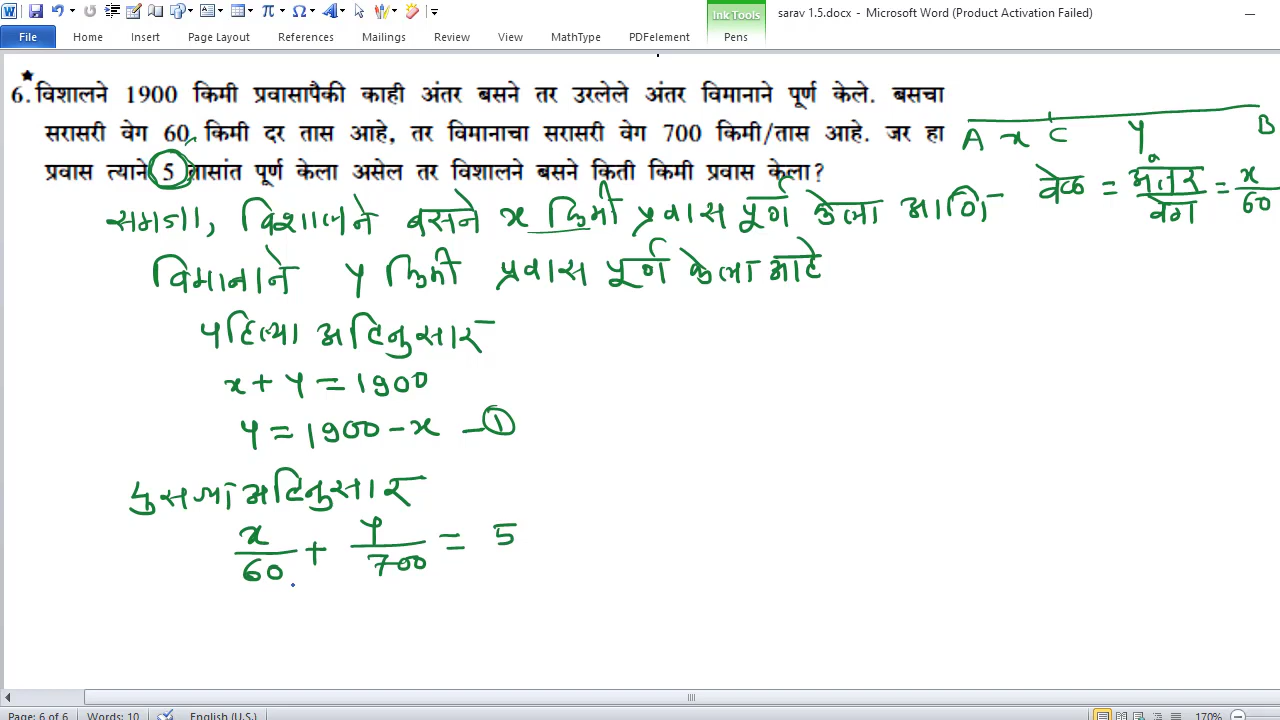 Ink Tools
sarav 1.5.docx - Microsoft Word (Product Activation Failed)
File Home Insert Page Layout References Mailings Review View MathType PDFelement Pens
★
6. विशालने 1900 किमी प्रवासापैकी काही अंतर बसने तर उरलेले अंतर विमानाने पूर्ण केले. बसचा
सरासरी वेग 60 किमी दर तास आहे, तर विमानाचा सरासरी वेग 700 किमी/तास आहे. जर हा
प्रवास त्याने 5 तासांत पूर्ण केला असेल तर विशालने बसने किती किमी प्रवास केला?
A x C y B
वेळ = अंतर/वेग = x/60
समजा, विशालने बसने x किमी प्रवास पूर्ण केला आणि
विमानाने y किमी प्रवास पूर्ण केला आहे
पहिल्या अटिनुसार
x + y = 1900
y = 1900 - x - ①
दुसऱ्या अटिनुसार
x/60 + y/700 = 5
Page: 6 of 6 Words: 10 English (U.S.) 170%